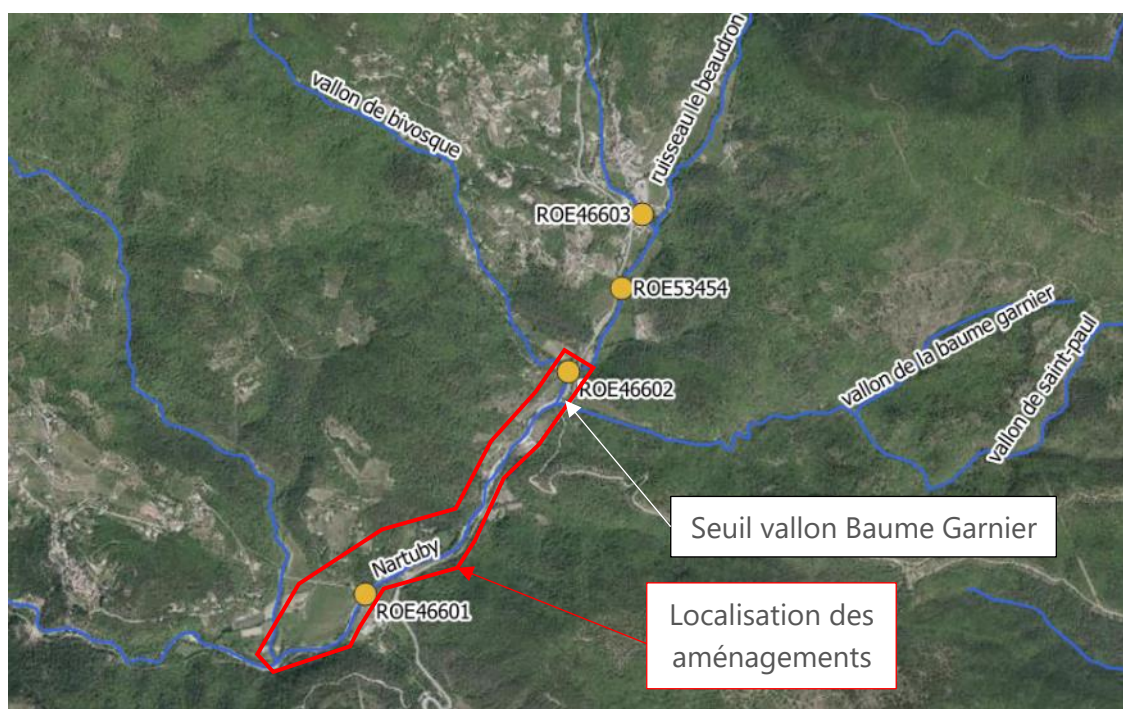 vallon de bivosque
ruisseau le beaudron
ROE46603
ROE53454
vallon de la baume garnier
vallon de saint-paul
ROE46602
Seuil vallon Baume Garnier
Nartuby
ROE46601
Localisation des
aménagements